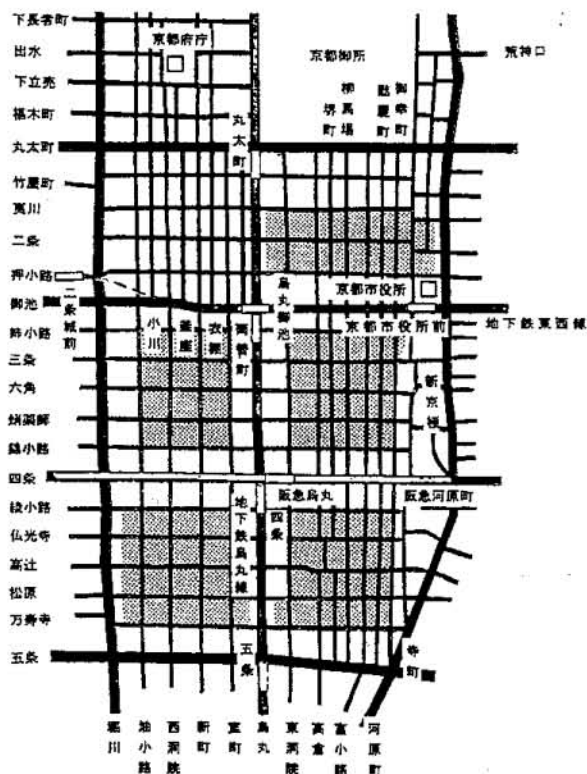 下長者町
出水
下立売
椹木町
丸太町
竹屋町
夷川
二条
押小路
御池
姉小路
三条
六角
蛸薬師
錦小路
四条
綾小路
仏光寺
高辻
松原
万寿寺
五条
京都府庁
京都御所
荒神口
堺町
柳馬場
麩屋町
御幸町
丸太町
二条城前
小川
釜座
衣棚
両替町
烏丸御池
京都市役所
京都市役所前
地下鉄東西線
新京極
阪急烏丸
阪急河原町
地下鉄烏丸線
四条
五条
寺町
堀川
油小路
西洞院
新町
室町
烏丸
東洞院
高倉
富小路
河原町